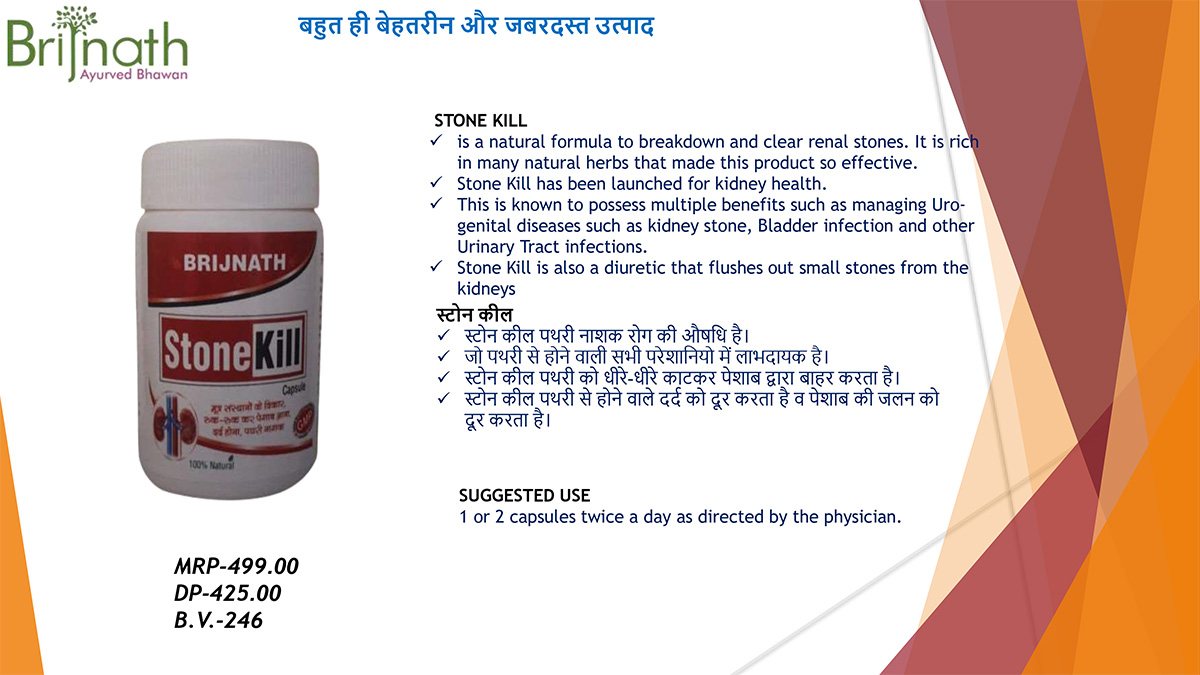 Brijnath
Ayurved Bhawan
बहुत ही बेहतरीन और जबरदस्त उत्पाद
STONE KILL
✓ is a natural formula to breakdown and clear renal stones. It is rich
in many natural herbs that made this product so effective.
✓ Stone Kill has been launched for kidney health.
✓ This is known to possess multiple benefits such as managing Uro-
genital diseases such as kidney stone, Bladder infection and other
Urinary Tract infections.
✓ Stone Kill is also a diuretic that flushes out small stones from the
kidneys
स्टोन कील
✓ स्टोन कील पथरी नाशक रोग की औषधि है।
✓ जो पथरी से होने वाली सभी परेशानियो में लाभदायक है।
✓ स्टोन कील पथरी को धीरे-धीरे काटकर पेशाब द्वारा बाहर करता है।
✓ स्टोन कील पथरी से होने वाले दर्द को दूर करता है व पेशाब की जलन को
दूर करता है।
SUGGESTED USE
1 or 2 capsules twice a day as directed by the physician.
BRIJNATH
StoneKill
Capsule
मूत्र संस्थानों के विकार,
रुक-रुक कर पेशाब आना,
दर्द होना, पथरी नाशक
GMP
100% Natural
MRP-499.00
DP-425.00
B.V.-246